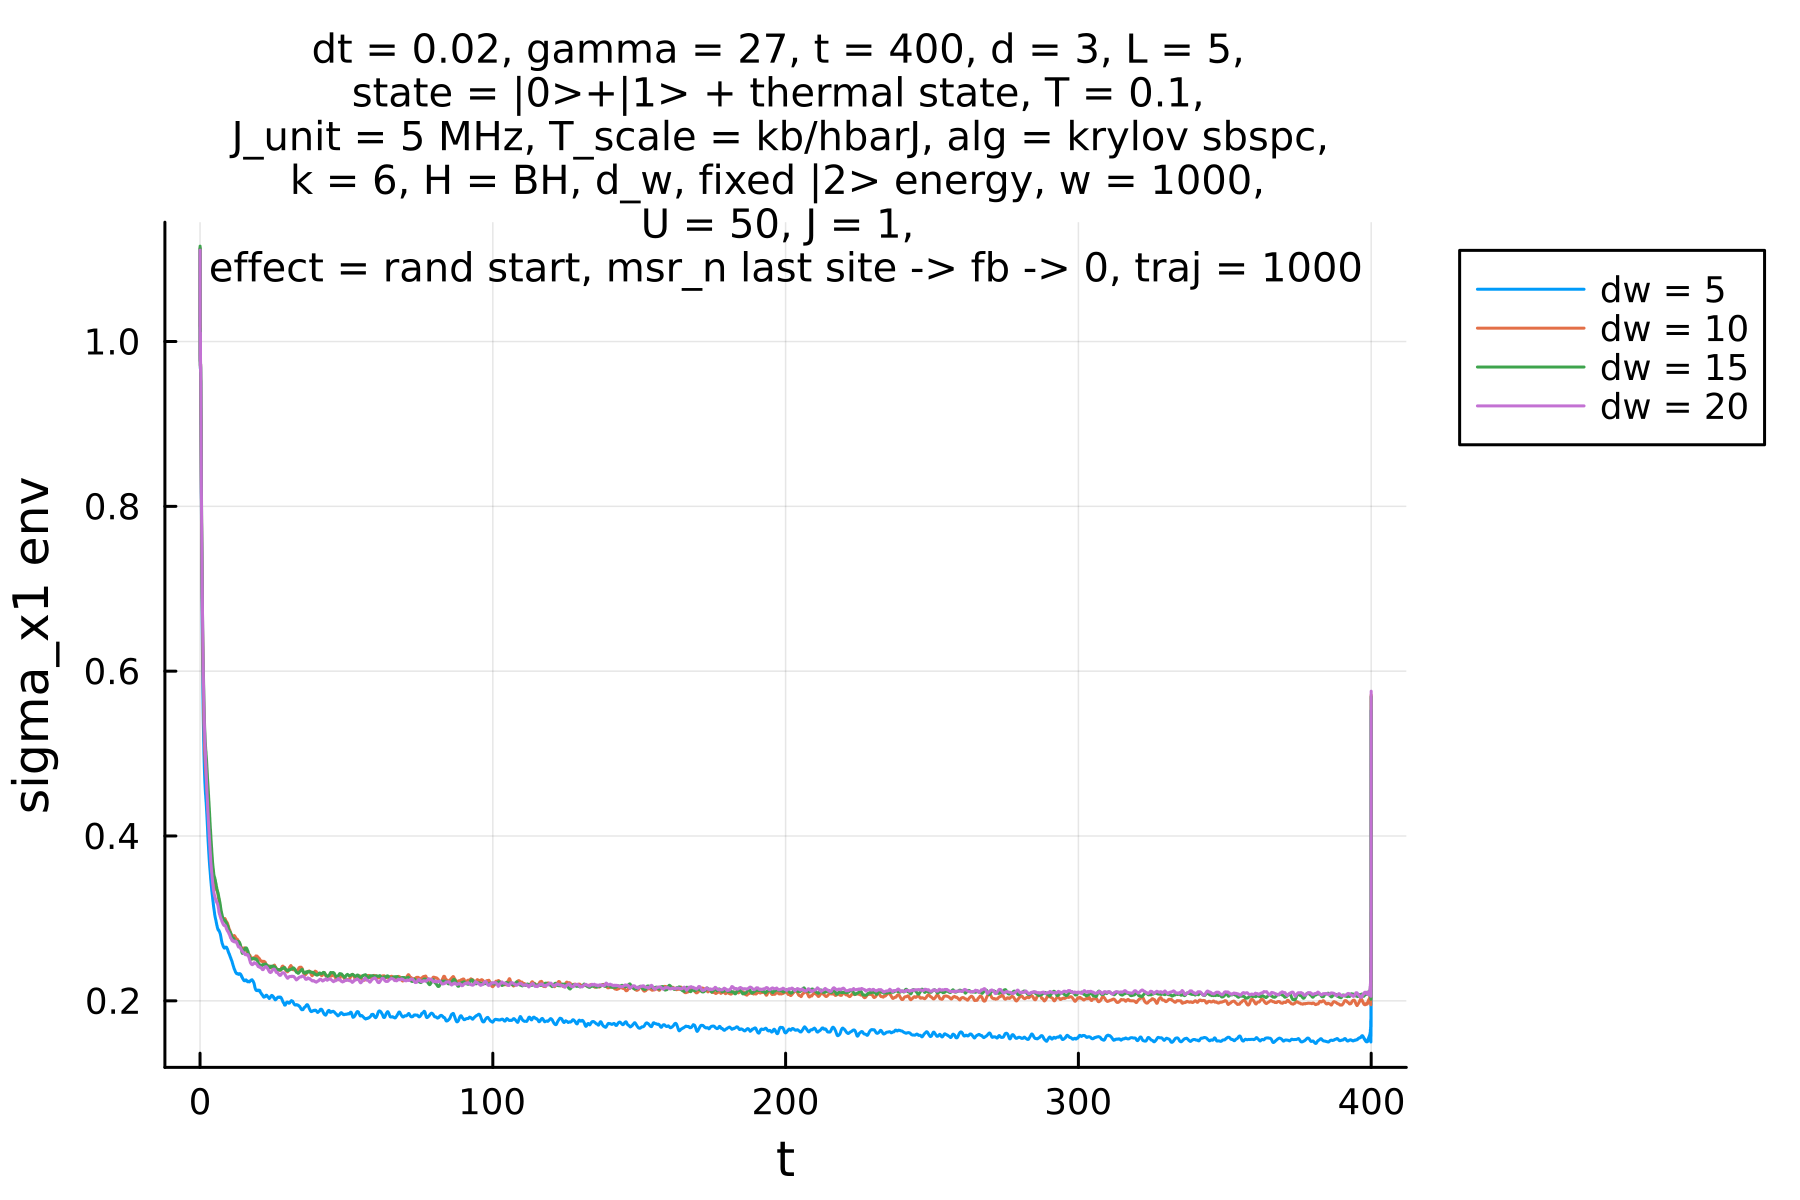 dt = 0.02, gamma = 27, t = 400, d = 3, L = 5,
state = |0>+|1> + thermal state, T = 0.1,
J_unit = 5 MHz, T_scale = kb/hbarJ, alg = krylov sbspc,
k = 6, H = BH, d_w, fixed |2> energy, w = 1000,
U = 50, J = 1,
effect = rand start, msr_n last site -> fb -> 0, traj = 1000
dw = 5
dw = 10
dw = 15
dw = 20
sigma_x1 env
1.0
0.8
0.6
0.4
0.2
0 100 200 300 400
t